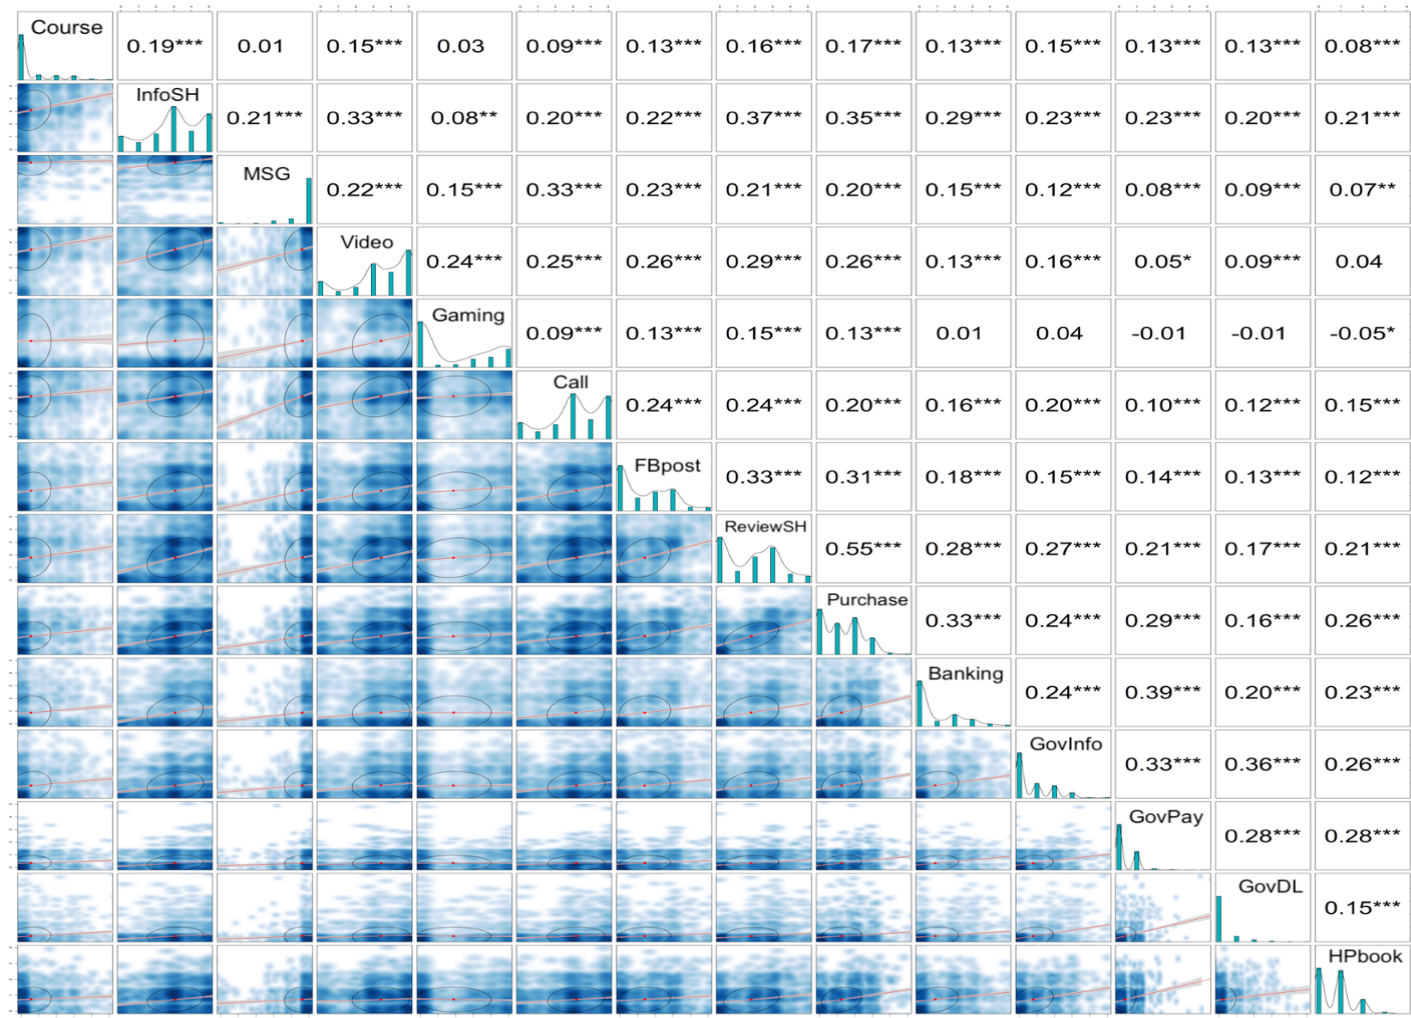 Course 0.19*** 0.01 0.15*** 0.03 0.09*** 0.13*** 0.16*** 0.17*** 0.13*** 0.15*** 0.13*** 0.13*** 0.08***
InfoSH 0.21*** 0.33*** 0.08** 0.20*** 0.22*** 0.37*** 0.35*** 0.29*** 0.23*** 0.23*** 0.20*** 0.21***
MSG 0.22*** 0.15*** 0.33*** 0.23*** 0.21*** 0.20*** 0.15*** 0.12*** 0.08*** 0.09*** 0.07**
Video 0.24*** 0.25*** 0.26*** 0.29*** 0.26*** 0.13*** 0.16*** 0.05* 0.09*** 0.04
Gaming 0.09*** 0.13*** 0.15*** 0.13*** 0.01 0.04 -0.01 -0.01 -0.05*
Call 0.24*** 0.24*** 0.20*** 0.16*** 0.20*** 0.10*** 0.12*** 0.15***
FBpost 0.33*** 0.31*** 0.18*** 0.15*** 0.14*** 0.13*** 0.12***
ReviewSH 0.55*** 0.28*** 0.27*** 0.21*** 0.17*** 0.21***
Purchase 0.33*** 0.24*** 0.29*** 0.16*** 0.26***
Banking 0.24*** 0.39*** 0.20*** 0.23***
GovInfo 0.33*** 0.36*** 0.26***
GovPay 0.28*** 0.28***
GovDL 0.15***
HPbook